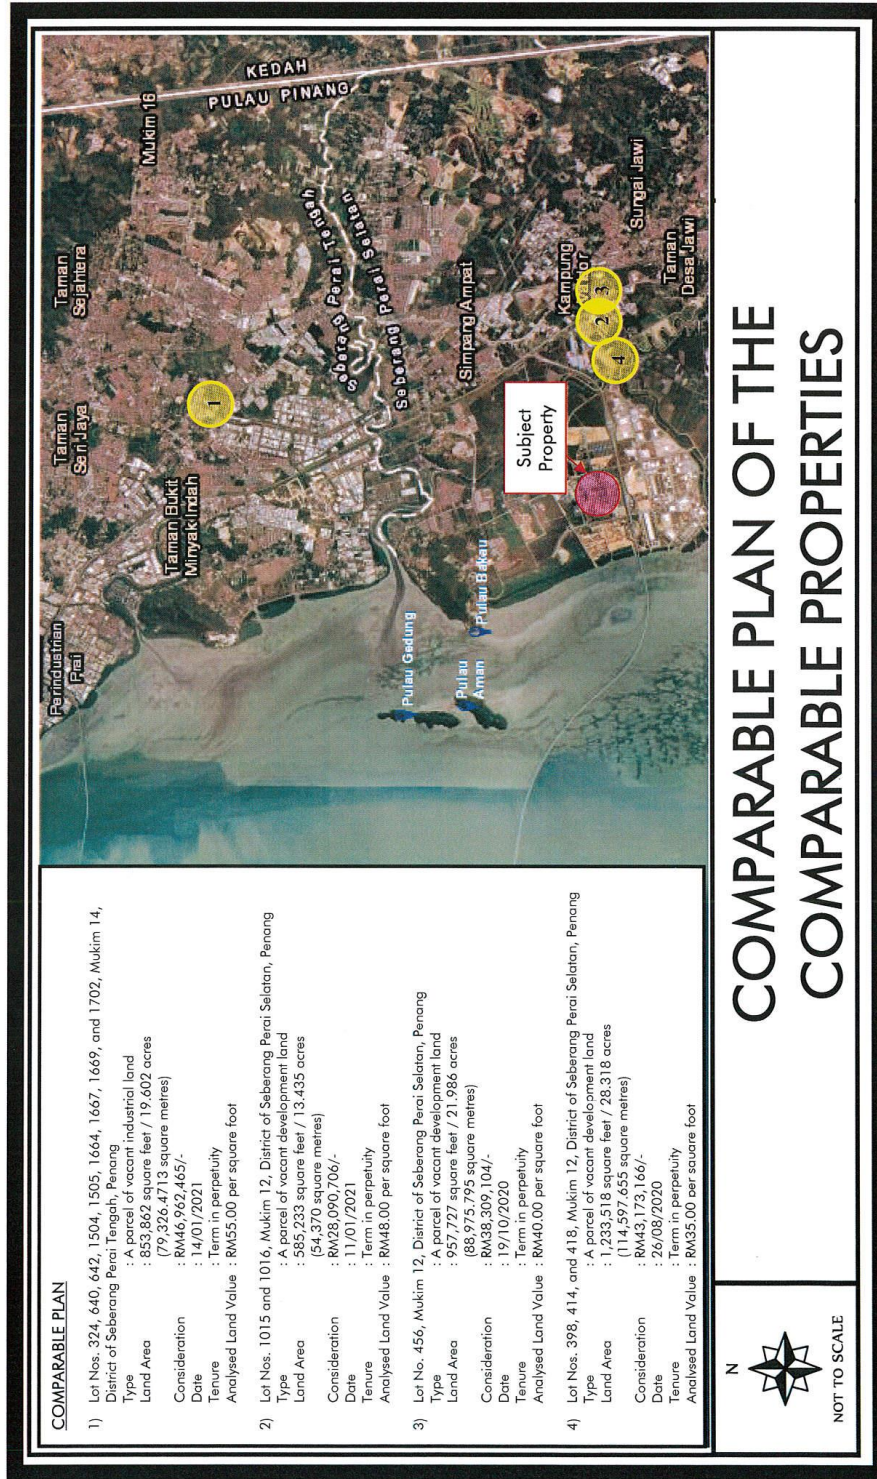 COMPARABLE PLAN
1) Lot Nos. 324, 640, 642, 1504, 1505, 1664, 1667, 1669, and 1702, Mukim 14,
District of Seberang Perai Tengah, Penang
Type : A parcel of vacant industrial land
Land Area : 853,862 square feet / 19.602 acres
(79,326.4713 square metres)
Consideration : RM46,962,465/-
Date : 14/01/2021
Tenure : Term in perpetuity
Analysed Land Value : RM55.00 per square foot
2) Lot Nos. 1015 and 1016, Mukim 12, District of Seberang Perai Selatan, Penang
Type : A parcel of vacant development land
Land Area : 585,233 square feet / 13.435 acres
(54,370 square metres)
Consideration : RM28,090,706/-
Date : 11/01/2021
Tenure : Term in perpetuity
Analysed Land Value : RM48.00 per square foot
3) Lot No. 456, Mukim 12, District of Seberang Perai Selatan, Penang
Type : A parcel of vacant development land
Land Area : 957,727 square feet / 21.986 acres
(88,975.795 square metres)
Consideration : RM38,309,104/-
Date : 19/10/2020
Tenure : Term in perpetuity
Analysed Land Value : RM40.00 per square foot
4) Lot Nos. 398, 414, and 418, Mukim 12, District of Seberang Perai Selatan, Penang
Type : A parcel of vacant development land
Land Area : 1,233,518 square feet / 28.318 acres
(114,597.655 square metres)
Consideration : RM43,173,166/-
Date : 26/08/2020
Tenure : Term in perpetuity
Analysed Land Value : RM35.00 per square foot
Perindustrian
Prai
Taman
Seri Jaya
Taman
Sejahtera
Mukim 16
KEDAH
PULAU PINANG
Taman Bukit
Minyak Indah
1
Seberang Perai Tengah
Seberang Perai Selatan
Pulau Gedung
Pulau
Aman
Pulau Bakau
Simpang Ampat
Subject
Property
Kampung
4
2
3
Sungai Jawi
Taman
Desa Jawi
N
NOT TO SCALE
COMPARABLE PLAN OF THE
COMPARABLE PROPERTIES